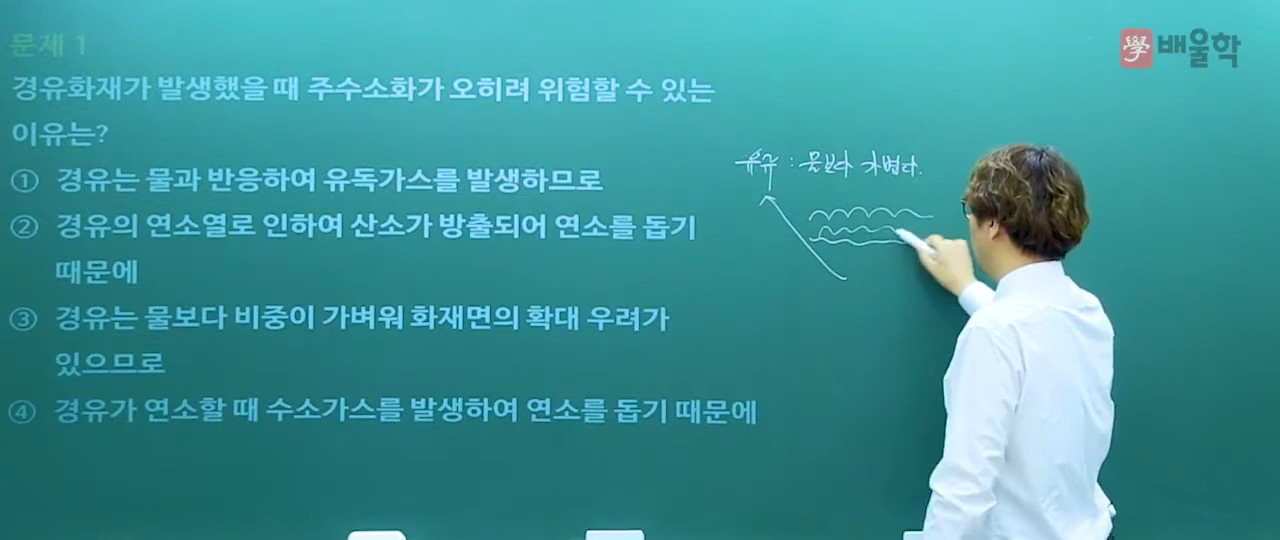 문제 1
學 배울학
경유화재가 발생했을 때 주수소화가 오히려 위험할 수 있는
이유는?
① 경유는 물과 반응하여 유독가스를 발생하므로
② 경유의 연소열로 인하여 산소가 방출되어 연소를 돕기
때문에
③ 경유는 물보다 비중이 가벼워 화재면의 확대 우려가
있으므로
④ 경유가 연소할 때 수소가스를 발생하여 연소를 돕기 때문에
: 물보다 가볍다.